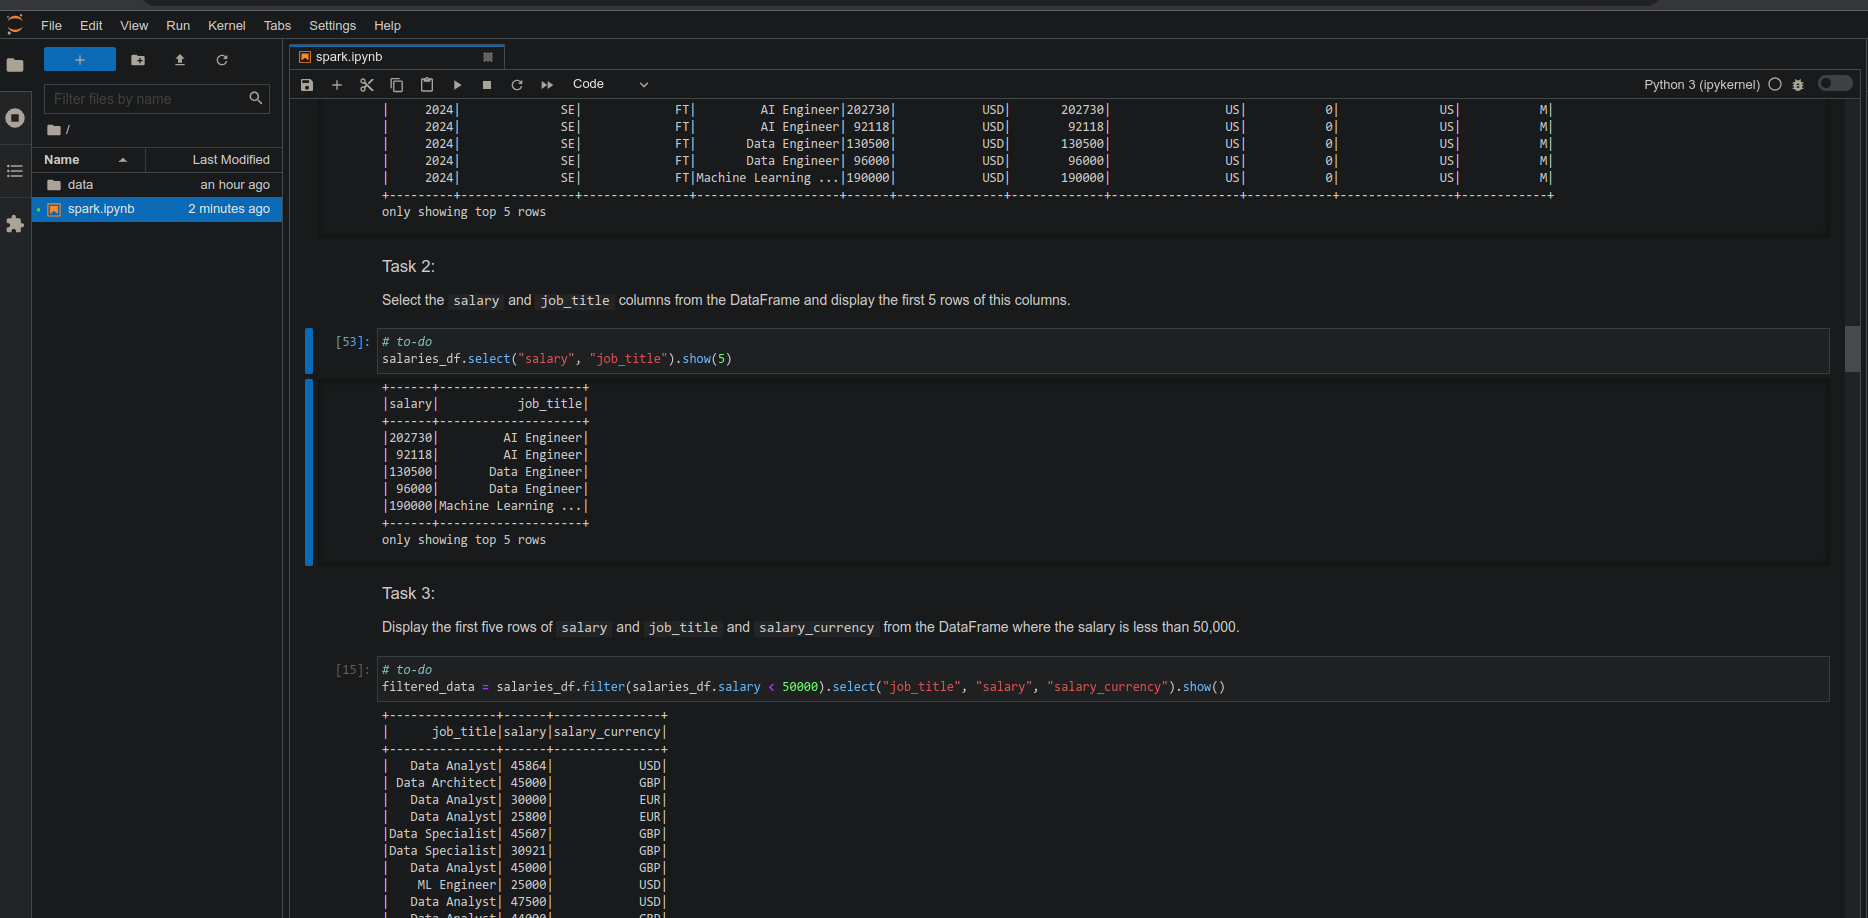 File Edit View Run Kernel Tabs Settings Help
spark.ipynb
Code
Python 3 (ipykernel)
Filter files by name
/
Name Last Modified
data an hour ago
spark.ipynb 2 minutes ago
| 2024| SE| FT| AI Engineer|202730| USD| 202730| US| 0| US| M|
| 2024| SE| FT| AI Engineer| 92118| USD| 92118| US| 0| US| M|
| 2024| SE| FT| Data Engineer|130500| USD| 130500| US| 0| US| M|
| 2024| SE| FT| Data Engineer| 96000| USD| 96000| US| 0| US| M|
| 2024| SE| FT|Machine Learning ...|190000| USD| 190000| US| 0| US| M|
+---------+----------------+---------------+--------------------+------+---------------+-------------+------------------+------------+----------------+------------+
only showing top 5 rows
Task 2:
Select the salary and job_title columns from the DataFrame and display the first 5 rows of this columns.
[53]: # to-do
salaries_df.select("salary", "job_title").show(5)
+------+--------------------+
|salary| job_title|
+------+--------------------+
|202730| AI Engineer|
| 92118| AI Engineer|
|130500| Data Engineer|
| 96000| Data Engineer|
|190000|Machine Learning ...|
+------+--------------------+
only showing top 5 rows
Task 3:
Display the first five rows of salary and job_title and salary_currency from the DataFrame where the salary is less than 50,000.
[15]: # to-do
filtered_data = salaries_df.filter(salaries_df.salary < 50000).select("job_title", "salary", "salary_currency").show()
+---------------+------+---------------+
| job_title|salary|salary_currency|
+---------------+------+---------------+
| Data Analyst| 45864| USD|
| Data Architect| 45000| GBP|
| Data Analyst| 30000| EUR|
| Data Analyst| 25800| EUR|
|Data Specialist| 45607| GBP|
|Data Specialist| 30921| GBP|
| Data Analyst| 45000| GBP|
| ML Engineer| 25000| USD|
| Data Analyst| 47500| USD|
| Data Analyst| 44000| GBP|